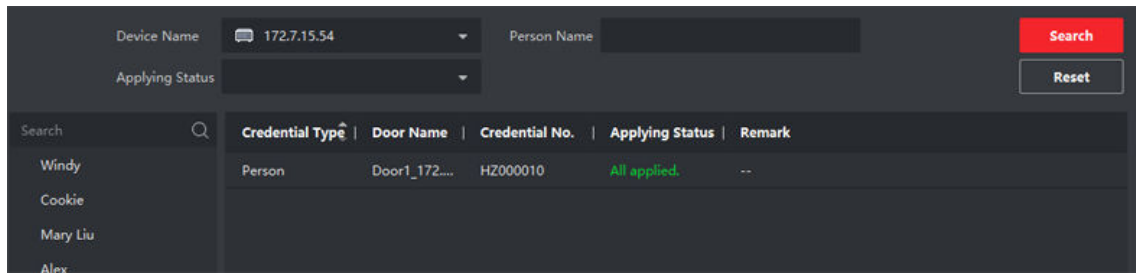 Device Name 172.7.15.54 Person Name Search
Applying Status Reset
Search Credential Type | Door Name | Credential No. | Applying Status | Remark
Windy Person Door1_172.... HZ000010 All applied. --
Cookie
Mary Liu
Alex